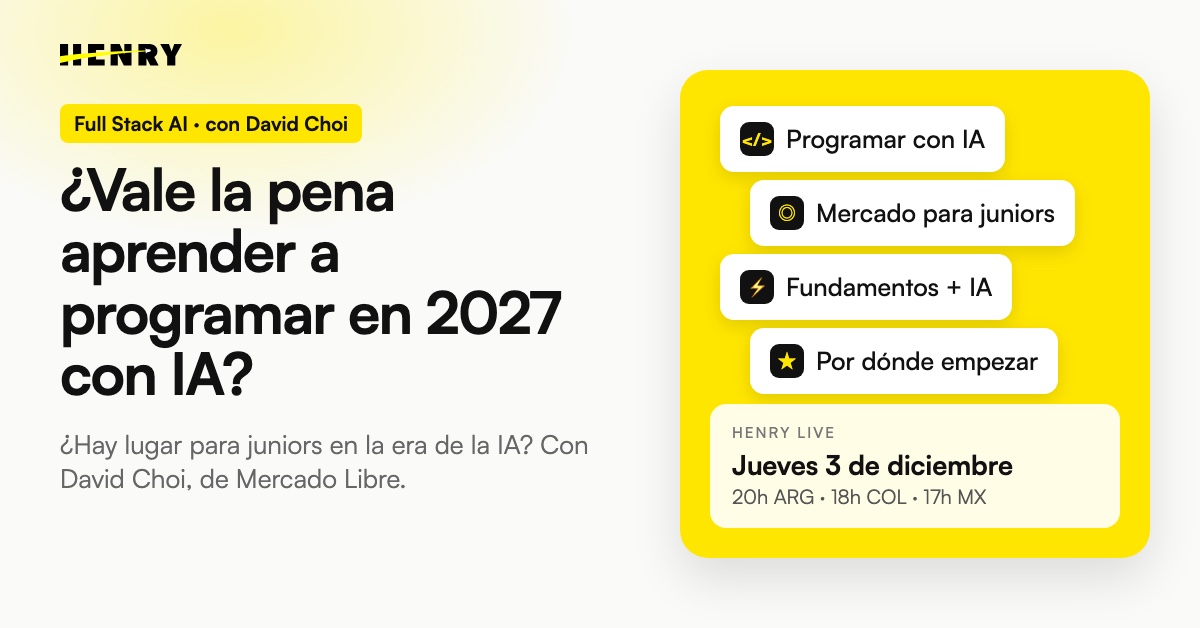 HENRY
Full Stack AI · con David Choi
¿Vale la pena
aprender a
programar en 2027
con IA?
¿Hay lugar para juniors en la era de la IA? Con
David Choi, de Mercado Libre.
</> Programar con IA
Mercado para juniors
Fundamentos + IA
Por dónde empezar
HENRY LIVE
Jueves 3 de diciembre
20h ARG · 18h COL · 17h MX